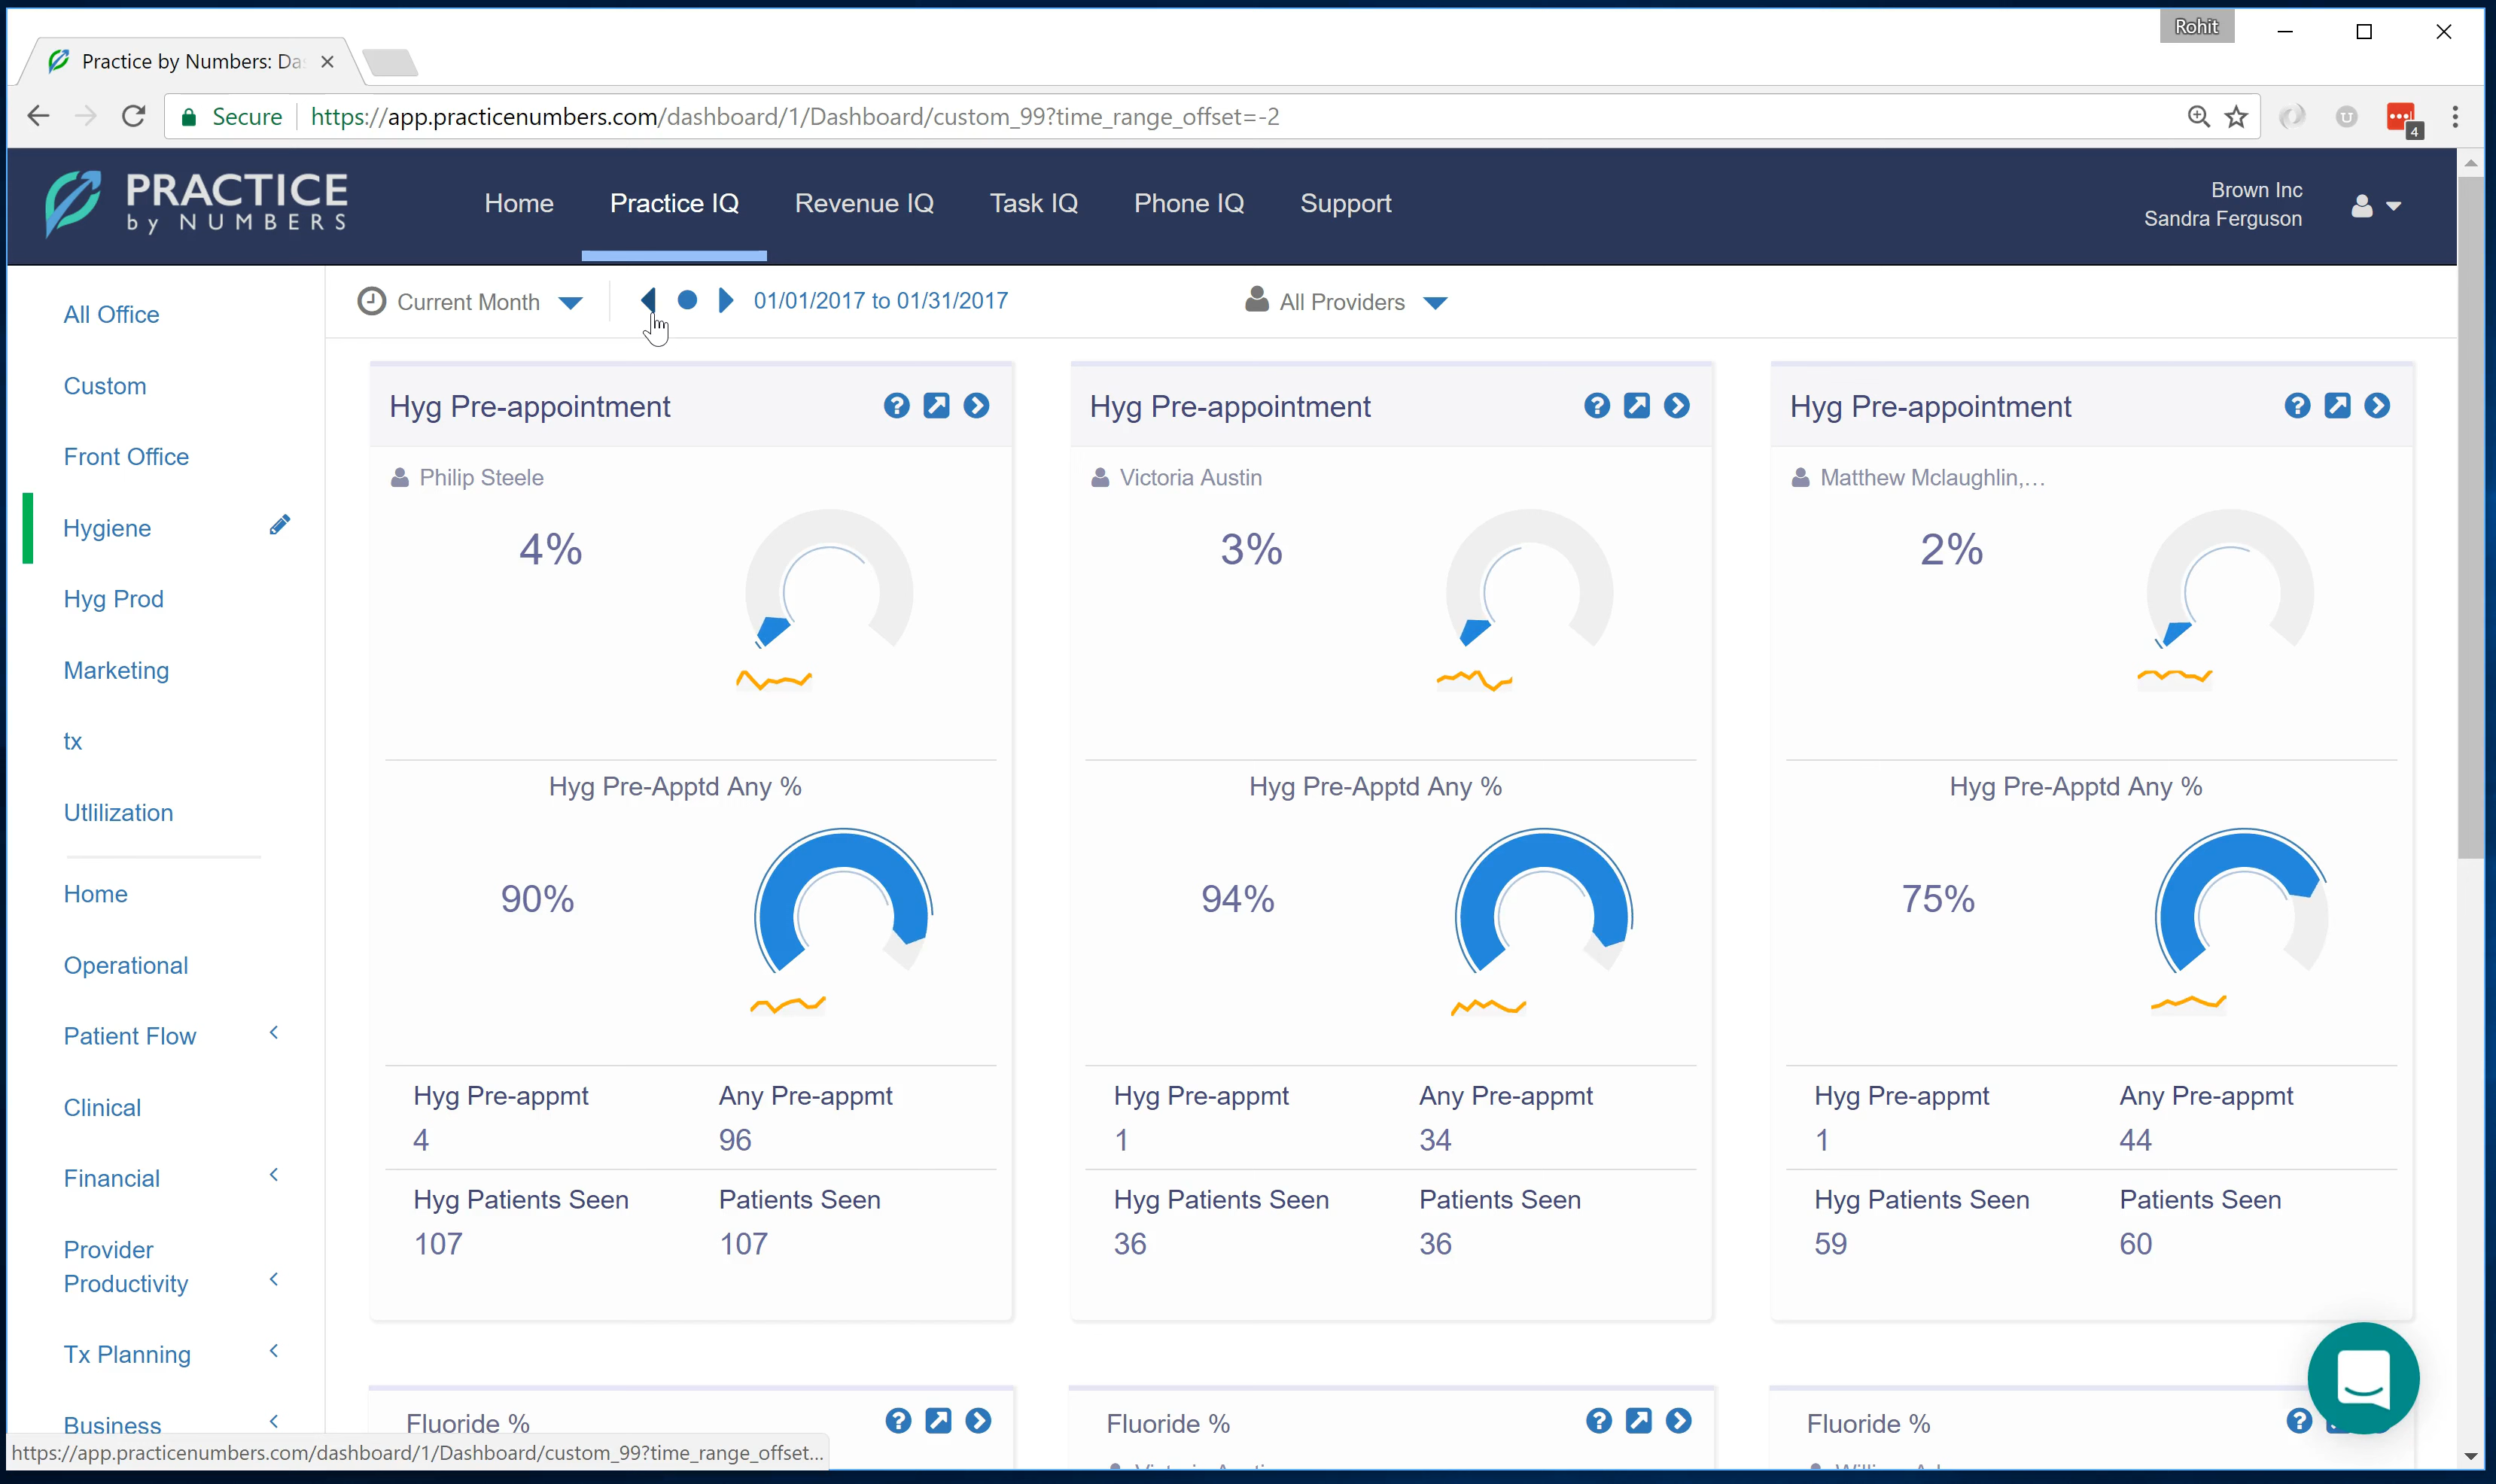 Rohit
Practice by Numbers: Da
Secure https://app.practicenumbers.com/dashboard/1/Dashboard/custom_99?time_range_offset=-2
4
PRACTICE
by NUMBERS
Home Practice IQ Revenue IQ Task IQ Phone IQ Support
Brown Inc
Sandra Ferguson
Current Month 01/01/2017 to 01/31/2017 All Providers
All Office
Custom
Front Office
Hygiene
Hyg Prod
Marketing
tx
Utlilization
Home
Operational
Patient Flow
Clinical
Financial
Provider
Productivity
Tx Planning
Business
Hyg Pre-appointment
Philip Steele
4%
Hyg Pre-Apptd Any %
90%
Hyg Pre-appmt Any Pre-appmt
4 96
Hyg Patients Seen Patients Seen
107 107
Hyg Pre-appointment
Victoria Austin
3%
Hyg Pre-Apptd Any %
94%
Hyg Pre-appmt Any Pre-appmt
1 34
Hyg Patients Seen Patients Seen
36 36
Hyg Pre-appointment
Matthew Mclaughlin,...
2%
Hyg Pre-Apptd Any %
75%
Hyg Pre-appmt Any Pre-appmt
1 44
Hyg Patients Seen Patients Seen
59 60
Fluoride %
Fluoride %
Fluoride %
https://app.practicenumbers.com/dashboard/1/Dashboard/custom_99?time_range_offset...